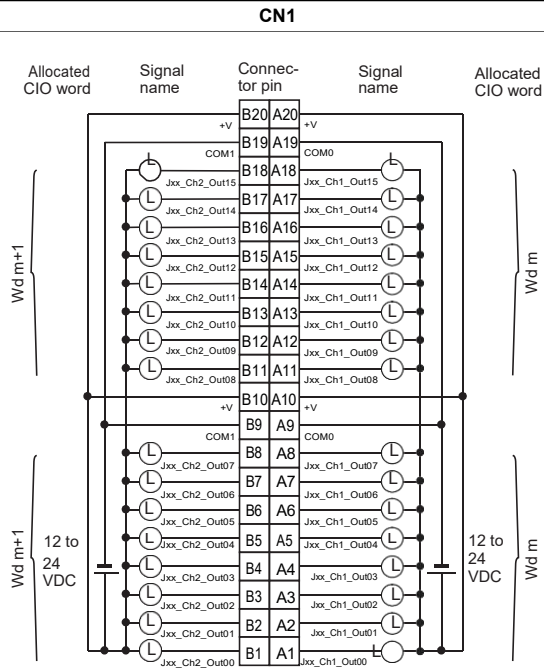 CN1
Allocated
CIO word
Signal
name
Connec-
tor pin
Signal
name
Allocated
CIO word
B20 A20
+V +V
B19 A19
COM1 COM0
L B18 A18 L
Jxx_Ch2_Out15 Jxx_Ch1_Out15
L B17 A17 L
Jxx_Ch2_Out14 Jxx_Ch1_Out14
L B16 A16 L
Jxx_Ch2_Out13 Jxx_Ch1_Out13
L B15 A15 L
Jxx_Ch2_Out12 Jxx_Ch1_Out12
Wd m+1
Wd m
L B14 A14 L
Jxx_Ch2_Out11 Jxx_Ch1_Out11
L B13 A13 L
Jxx_Ch2_Out10 Jxx_Ch1_Out10
L B12 A12 L
Jxx_Ch2_Out09 Jxx_Ch1_Out09
L B11 A11 L
Jxx_Ch2_Out08 Jxx_Ch1_Out08
B10 A10
+V +V
B9 A9
COM1 COM0
L B8 A8 L
Jxx_Ch2_Out07 Jxx_Ch1_Out07
L B7 A7 L
Jxx_Ch2_Out06 Jxx_Ch1_Out06
L B6 A6 L
Jxx_Ch2_Out05 Jxx_Ch1_Out05
L B5 A5 L
Jxx_Ch2_Out04 Jxx_Ch1_Out04
Wd m+1
12 to
24
VDC
12 to
24
VDC
Wd m
L B4 A4 L
Jxx_Ch2_Out03 Jxx_Ch1_Out03
L B3 A3 L
Jxx_Ch2_Out02 Jxx_Ch1_Out02
L B2 A2 L
Jxx_Ch2_Out01 Jxx_Ch1_Out01
L B1 A1 L
Jxx_Ch2_Out00 Jxx_Ch1_Out00